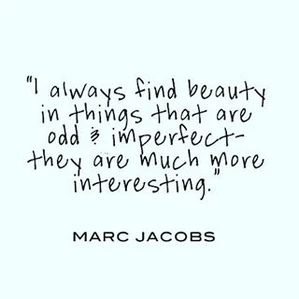 "I always find beauty
in things that are
odd & imperfect-
they are much more
interesting."
MARC JACOBS